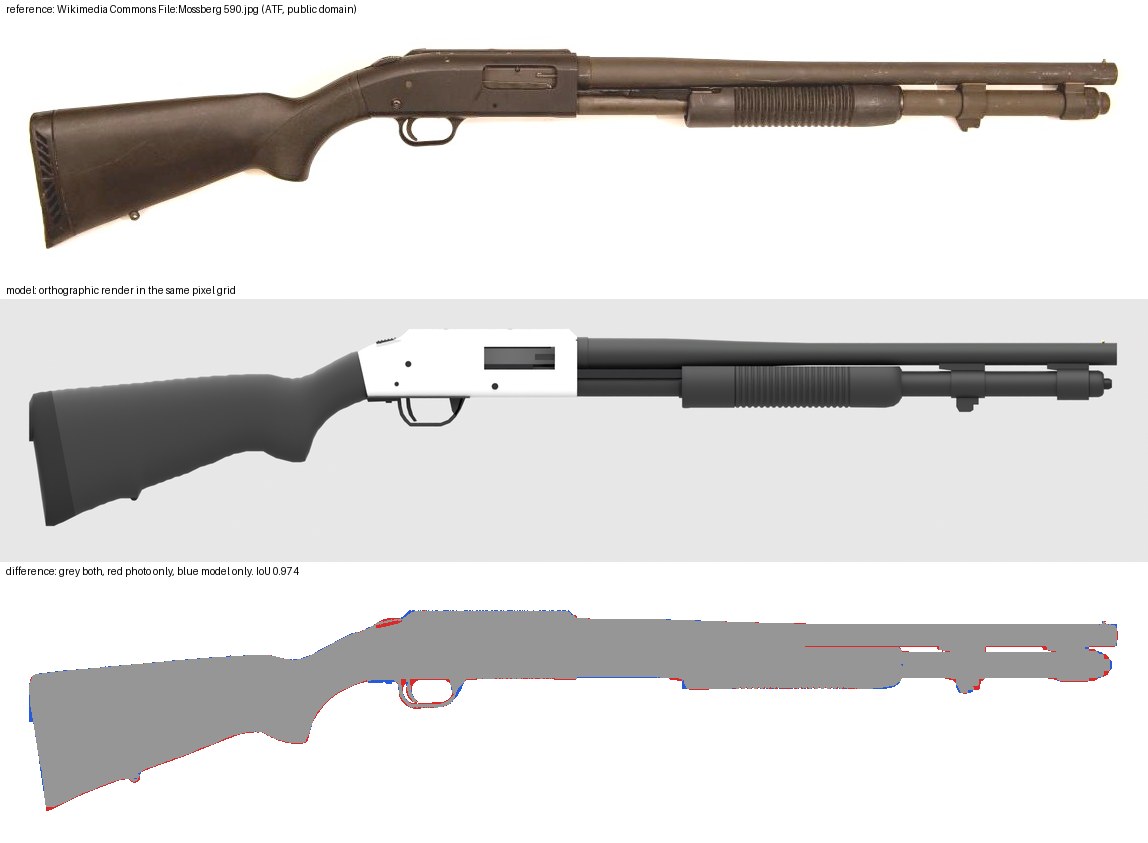 reference: Wikimedia Commons File:Mossberg 590.jpg (ATF, public domain)
model: orthographic render in the same pixel grid
difference: grey both, red photo only, blue model only. IoU 0.974